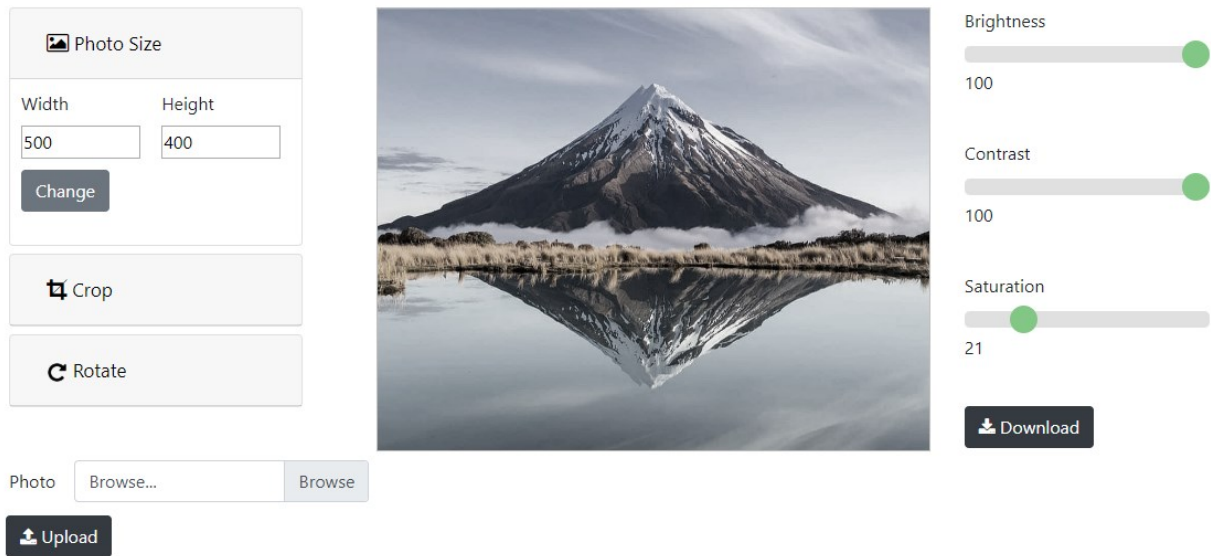 Photo Size
Width Height
500 400
Change
Crop
Rotate
Photo Browse... Browse
Upload
Brightness
100
Contrast
100
Saturation
21
Download